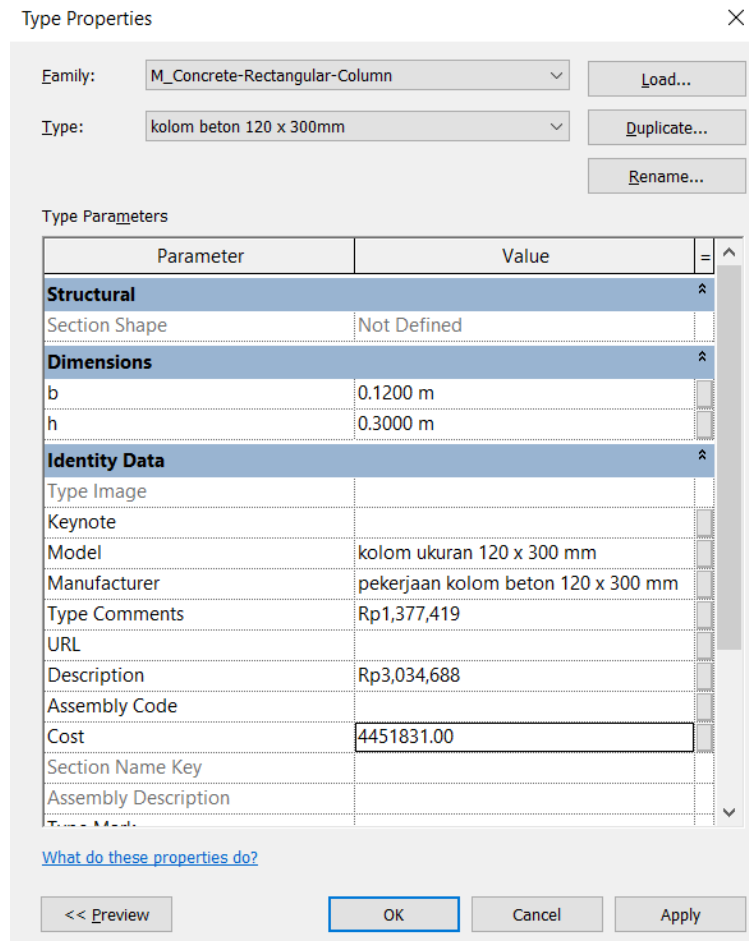 Type Properties
Family: M_Concrete-Rectangular-Column Load...
Type: kolom beton 120 x 300mm Duplicate...
Rename...
Type Parameters
Parameter Value =
Structural
Section Shape Not Defined
Dimensions
b 0.1200 m
h 0.3000 m
Identity Data
Type Image
Keynote
Model kolom ukuran 120 x 300 mm
Manufacturer pekerjaan kolom beton 120 x 300 mm
Type Comments Rp1,377,419
URL
Description Rp3,034,688
Assembly Code
Cost 4451831.00
Section Name Key
Assembly Description
Type Mark
What do these properties do?
<< Preview OK Cancel Apply